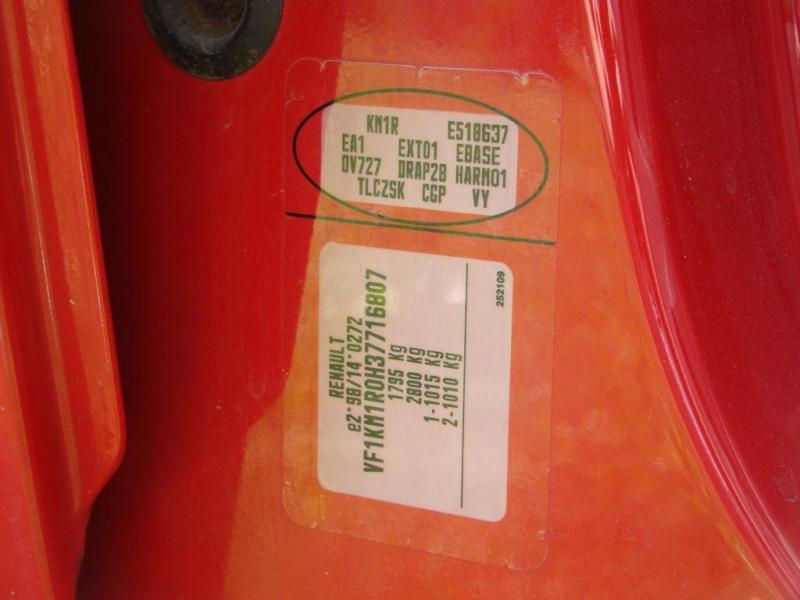 KM1R E518637
EA1 EXT01 EBASE
OV727 DRAP28 HARM01
TLCZSK CGP VY
RENAULT
e2*98/14*0272
VF1KM1R0H37716807
1795 Kg
2800 Kg
1-1015 Kg
2-1010 Kg
252109